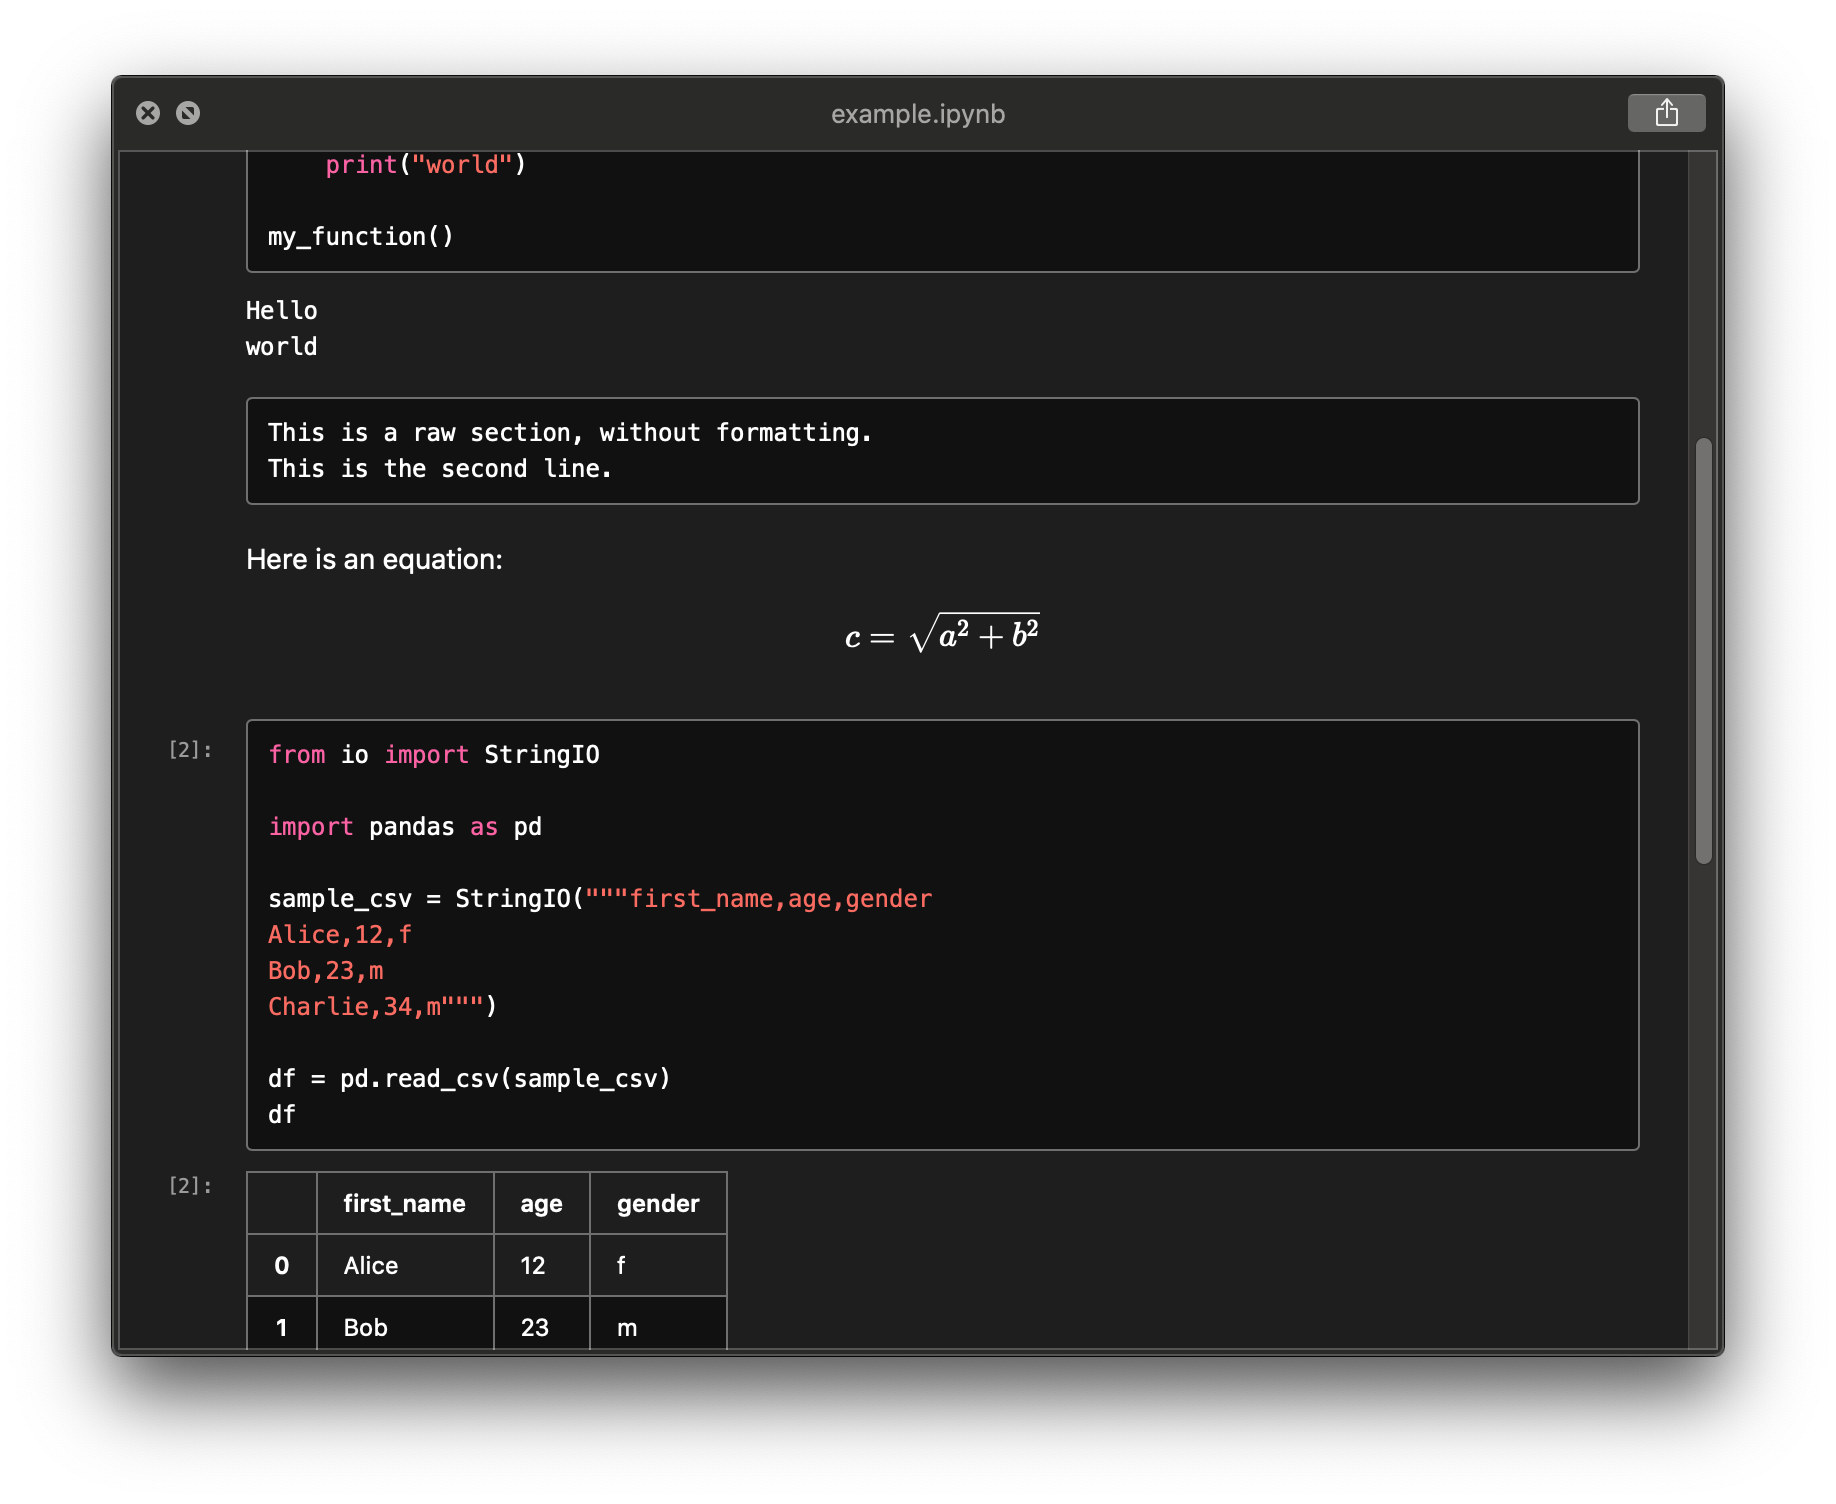 example.ipynb
    print("world")
my_function()
Hello
world
This is a raw section, without formatting.
This is the second line.
Here is an equation:
c = √a² + b²
[2]:
from io import StringIO
import pandas as pd
sample_csv = StringIO("""first_name,age,gender
Alice,12,f
Bob,23,m
Charlie,34,m""")
df = pd.read_csv(sample_csv)
df
[2]:
first_name age gender
0 Alice 12 f
1 Bob 23 m